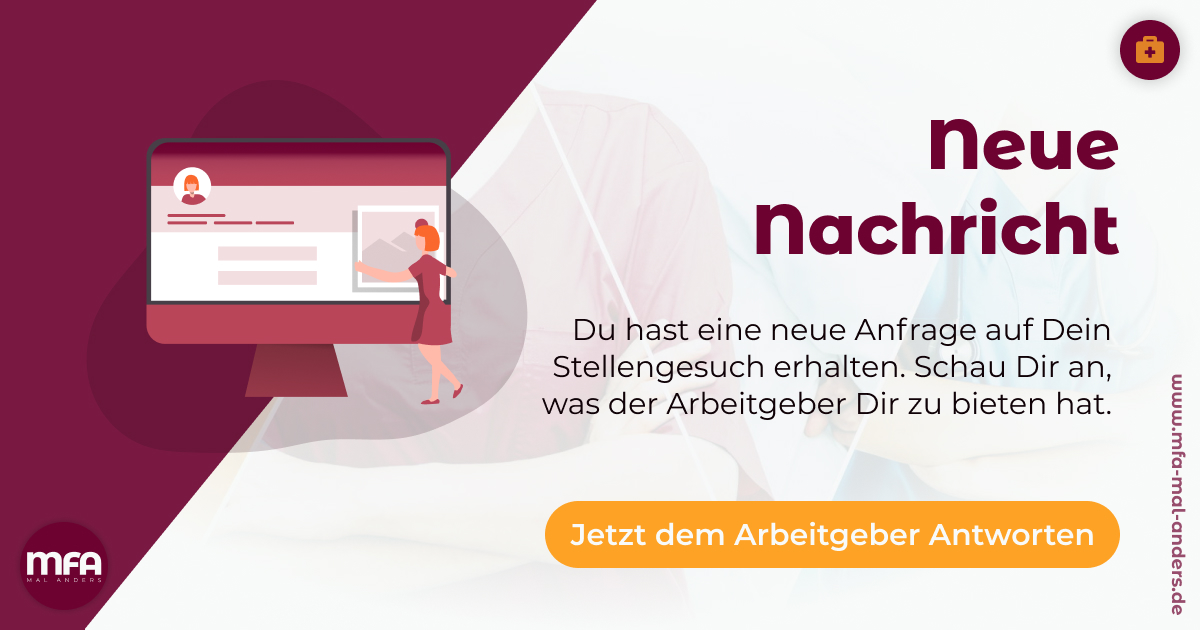 Neue
Nachricht
Du hast eine neue Anfrage auf Dein
Stellengesuch erhalten. Schau Dir an,
was der Arbeitgeber Dir zu bieten hat.
Jetzt dem Arbeitgeber Antworten
www.mfa-mal-anders.de
mFA
MAL ANDERS